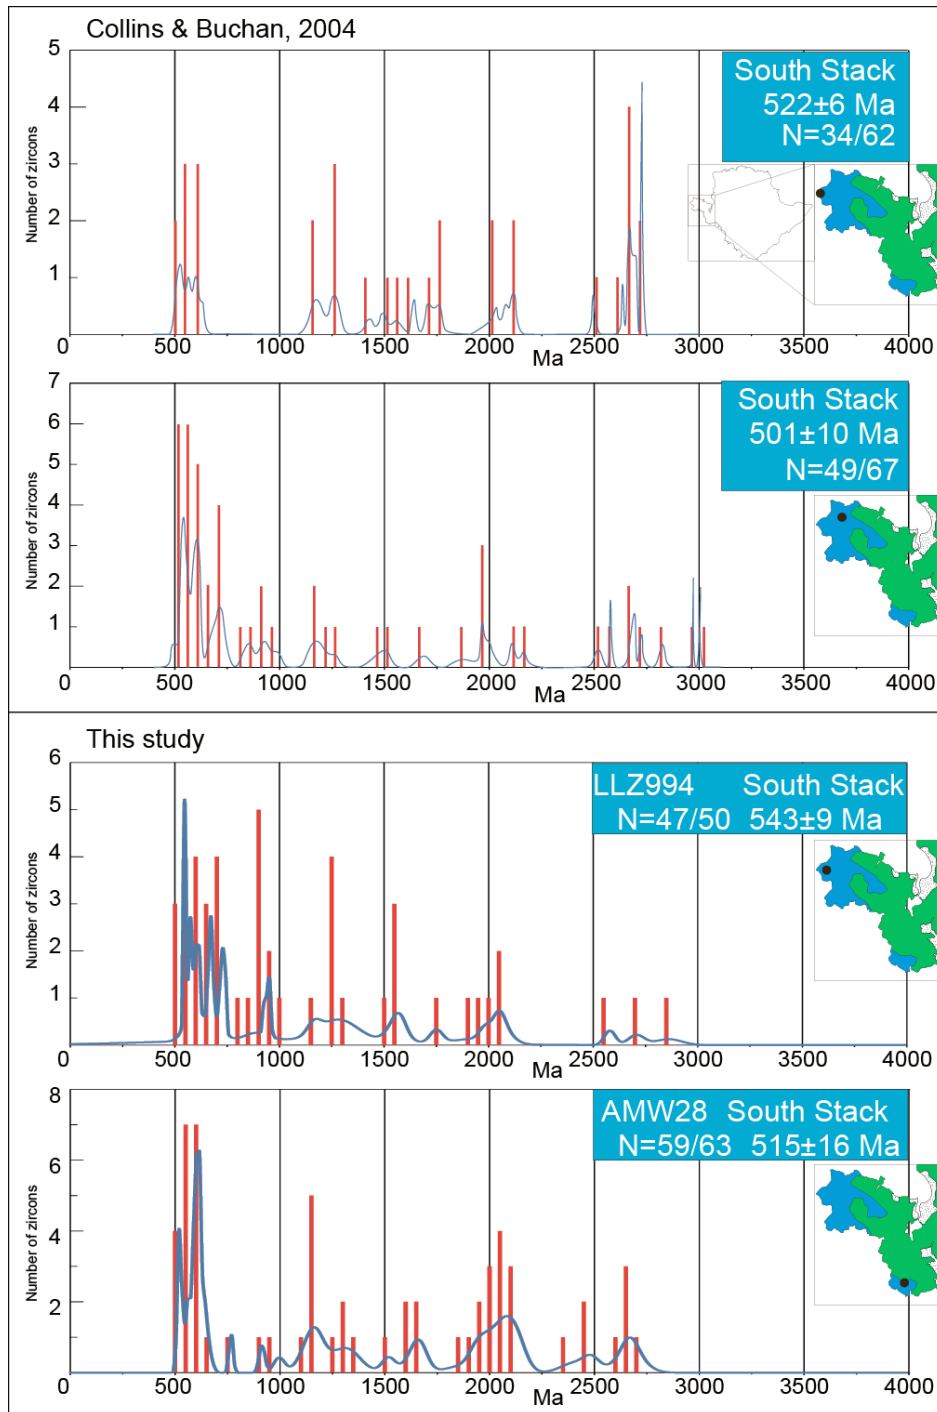 Collins & Buchan, 2004
5
4
3
2
1
Number of zircons
South Stack
522±6 Ma
N=34/62
0 500 1000 1500 2000 2500 3000 3500 4000
Ma
7
6
5
4
3
2
1
Number of zircons
South Stack
501±10 Ma
N=49/67
0 500 1000 1500 2000 2500 3000 3500 4000
Ma
This study
6
5
4
3
2
1
Number of zircons
LLZ994 South Stack
N=47/50 543±9 Ma
0 500 1000 1500 2000 2500 3000 3500 4000
Ma
8
6
4
2
0
Number of zircons
AMW28 South Stack
N=59/63 515±16 Ma
0 500 1000 1500 2000 2500 3000 3500 4000
Ma